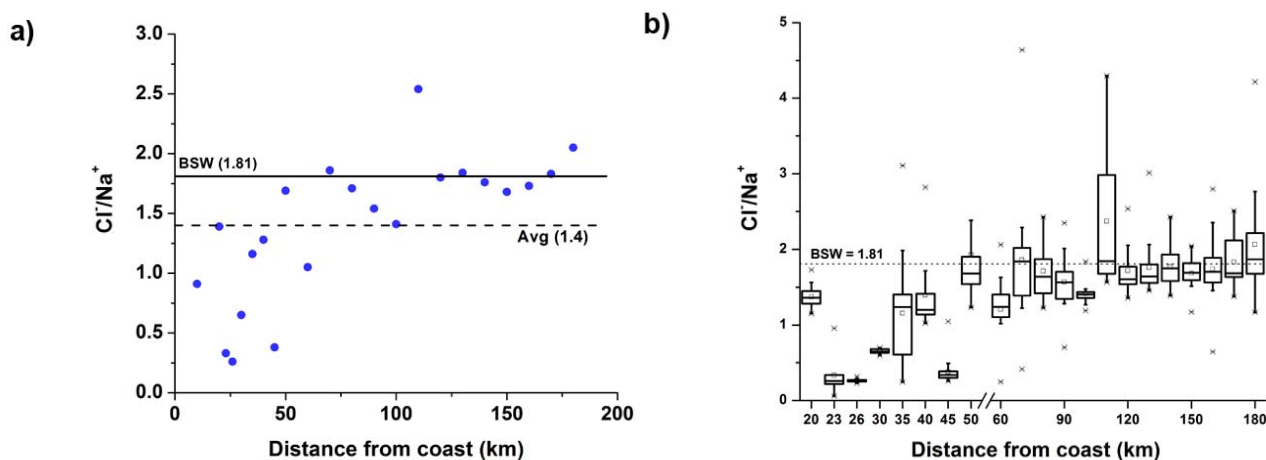 a)
3.0
2.5
2.0
1.5
1.0
0.5
0.0
Cl⁻/Na⁺
BSW (1.81)
Avg (1.4)
0 50 100 150 200
Distance from coast (km)
b)
5
4
3
2
1
0
Cl⁻/Na⁺
BSW = 1.81
20 23 26 30 35 40 45 50 60 90 120 150 180
Distance from coast (km)